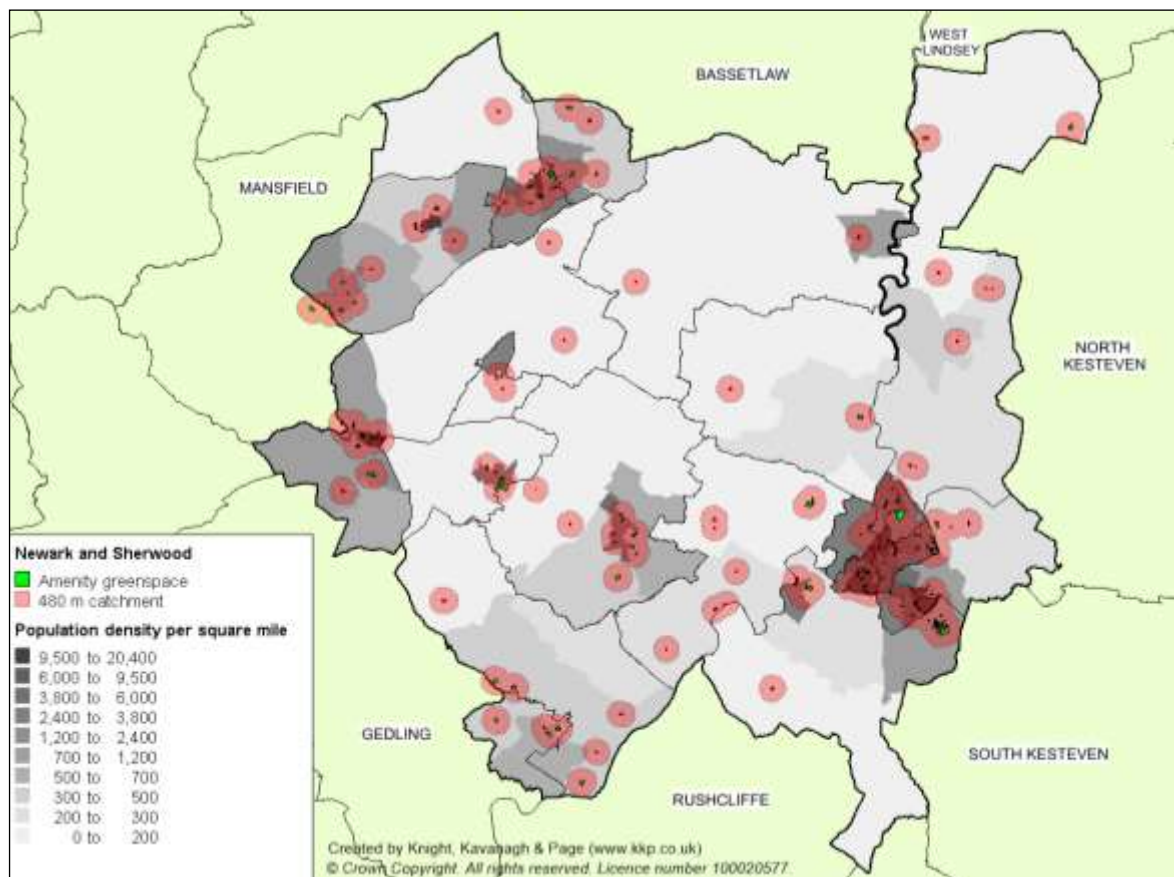 WEST
LINDSEY
BASSETLAW
MANSFIELD
NORTH
KESTEVEN
Newark and Sherwood
Amenity greenspace
480 m catchment
Population density per square mile
9,500 to 20,400
6,000 to 9,500
3,800 to 6,000
2,400 to 3,800
1,200 to 2,400
700 to 1,200
500 to 700
300 to 500
200 to 300
0 to 200
GEDLING
SOUTH KESTEVEN
RUSHCLIFFE
Created by Knight, Kavanagh & Page (www.kkp.co.uk)
© Crown Copyright. All rights reserved. Licence number 100020577.